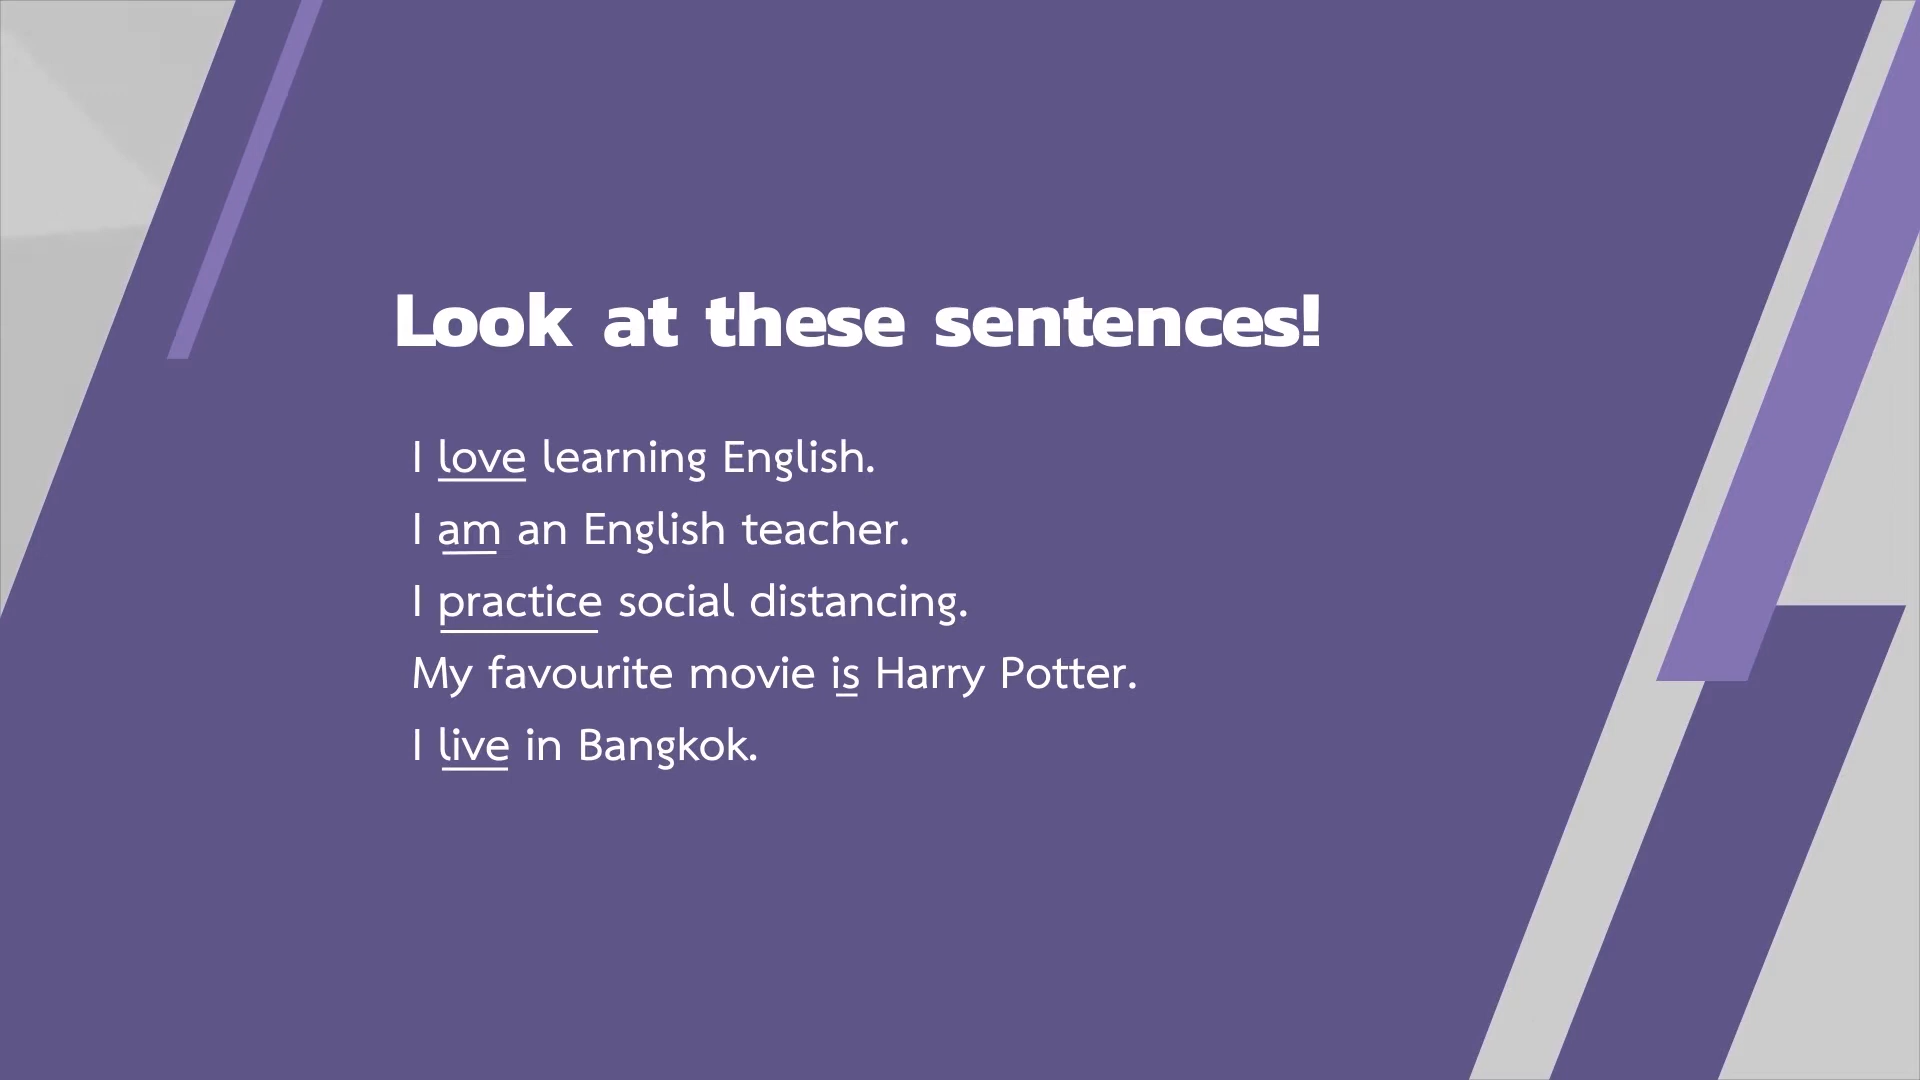 Look at these sentences!
I love learning English.
I am an English teacher.
I practice social distancing.
My favourite movie is Harry Potter.
I live in Bangkok.